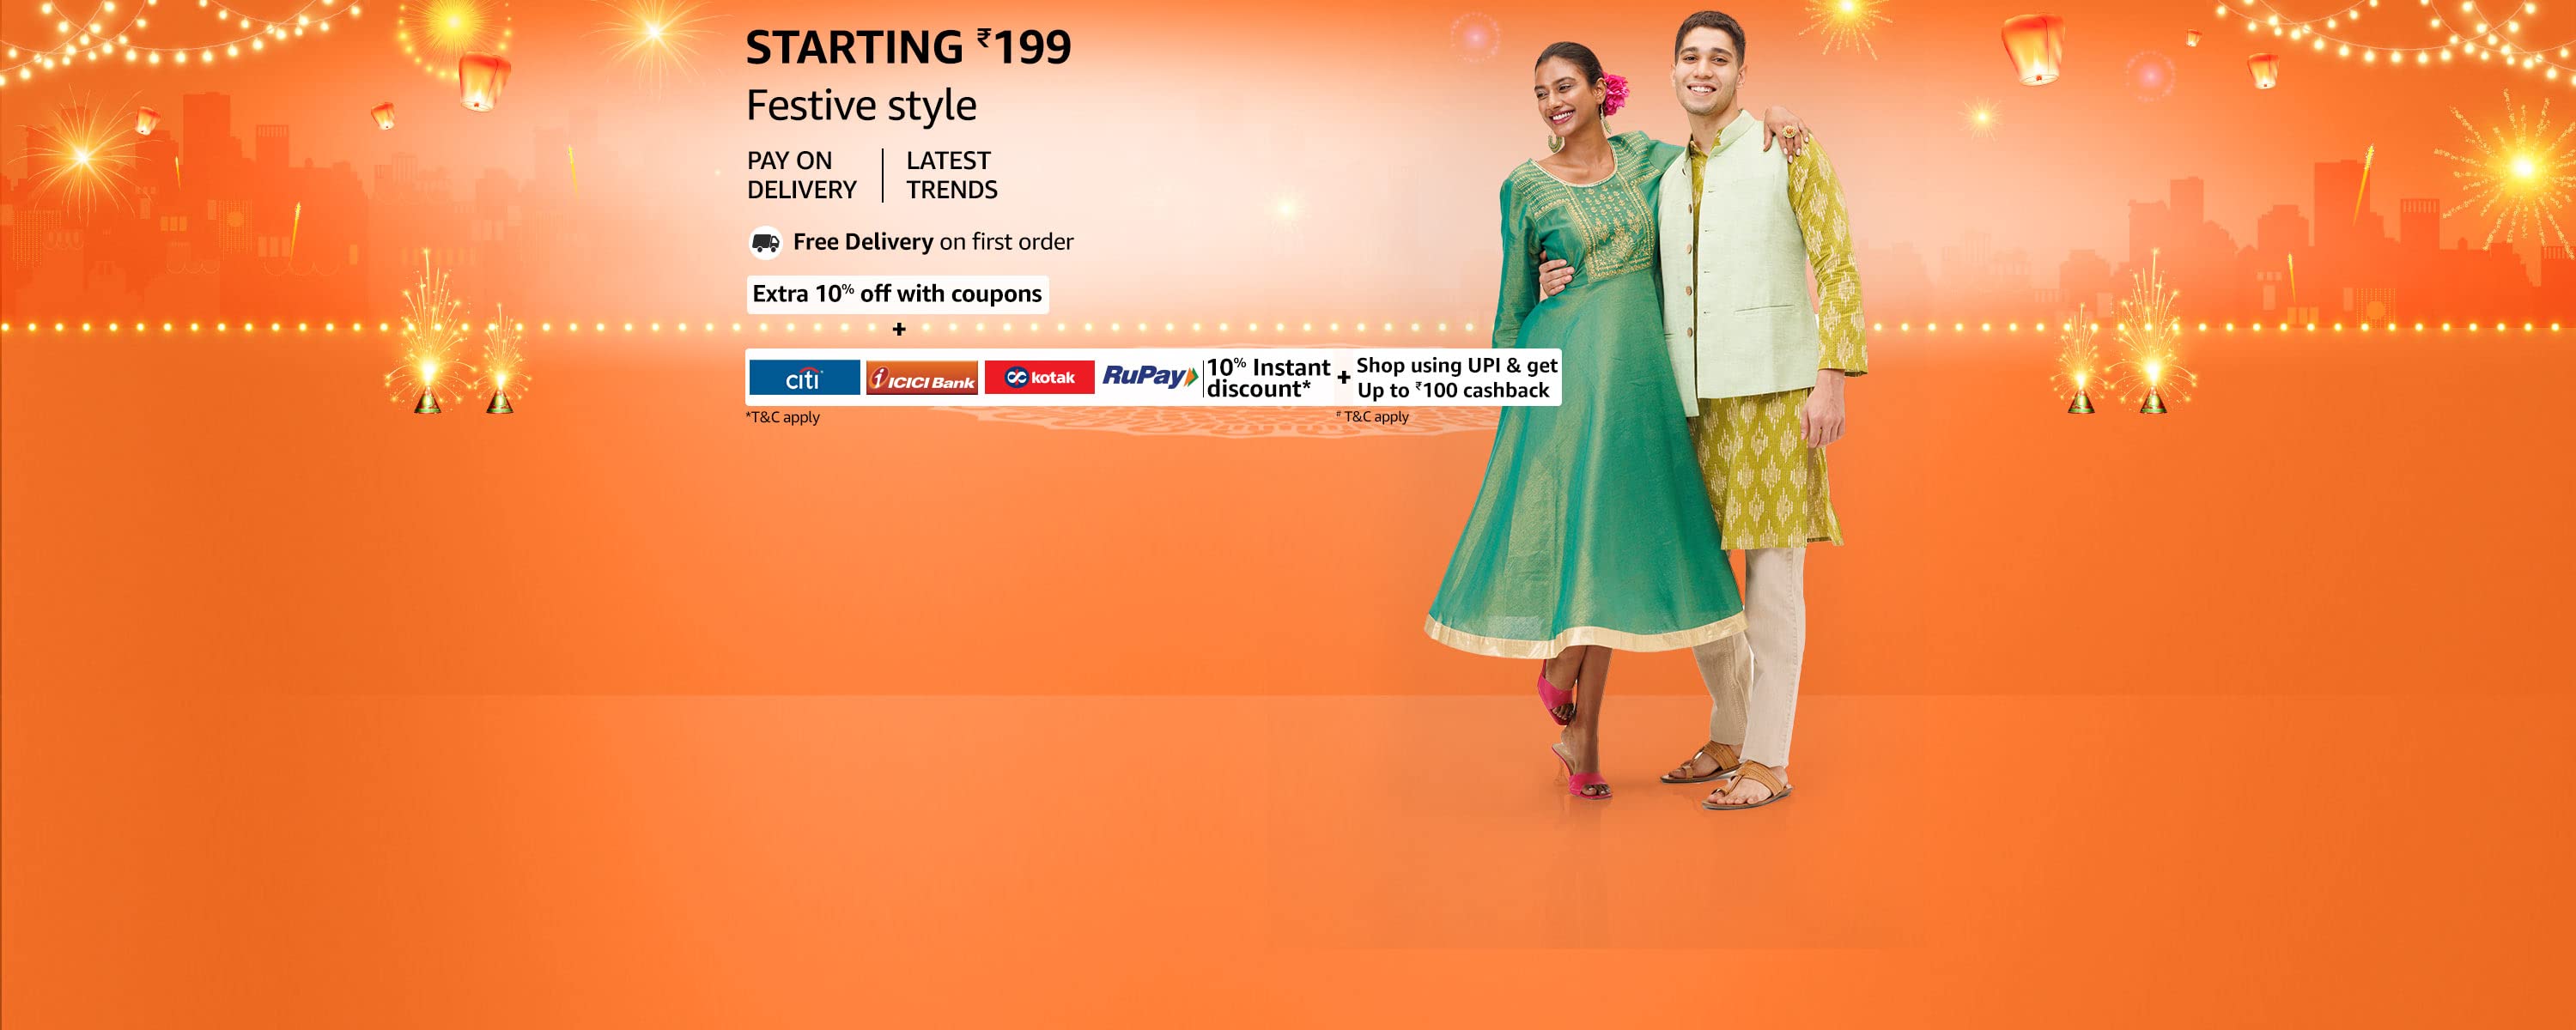 STARTING ₹199
Festive style
PAY ON
DELIVERY
LATEST
TRENDS
Free Delivery on first order
Extra 10% off with coupons
+
citi
ICICI Bank
kotak
RuPay
10% Instant
discount*
+
Shop using UPI & get
Up to ₹100 cashback
*T&C apply
# T&C apply